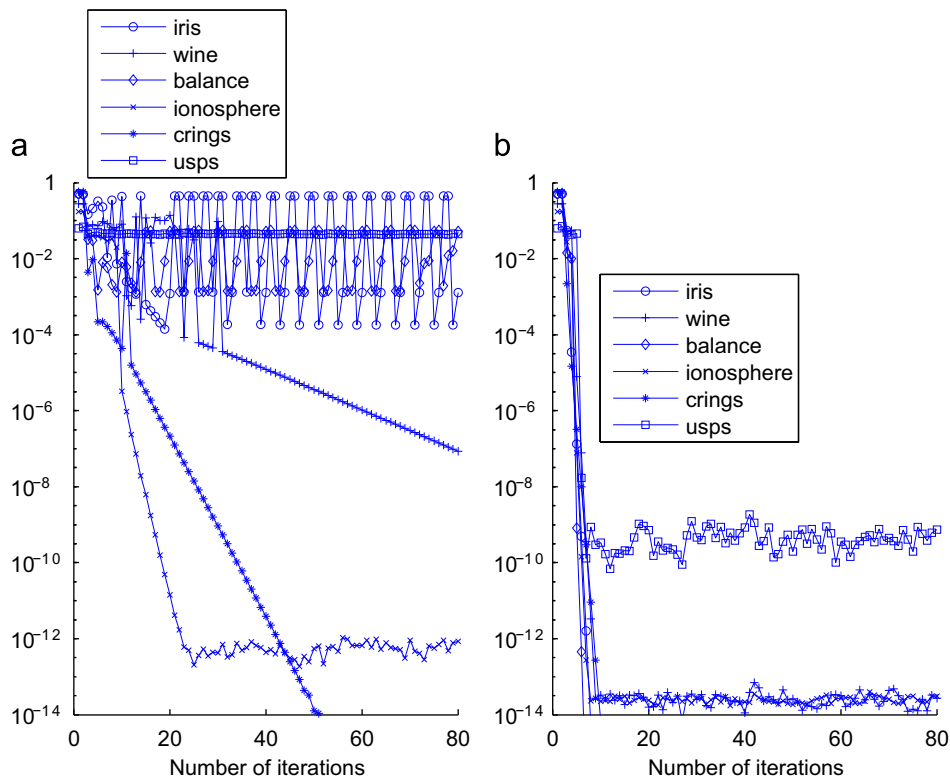 iris
wine
balance
ionosphere
crings
usps
a
1
10^-2
10^-4
10^-6
10^-8
10^-10
10^-12
10^-14
0
20
40
60
80
Number of iterations
b
1
10^-2
10^-4
10^-6
10^-8
10^-10
10^-12
10^-14
iris
wine
balance
ionosphere
crings
usps
0
20
40
60
80
Number of iterations